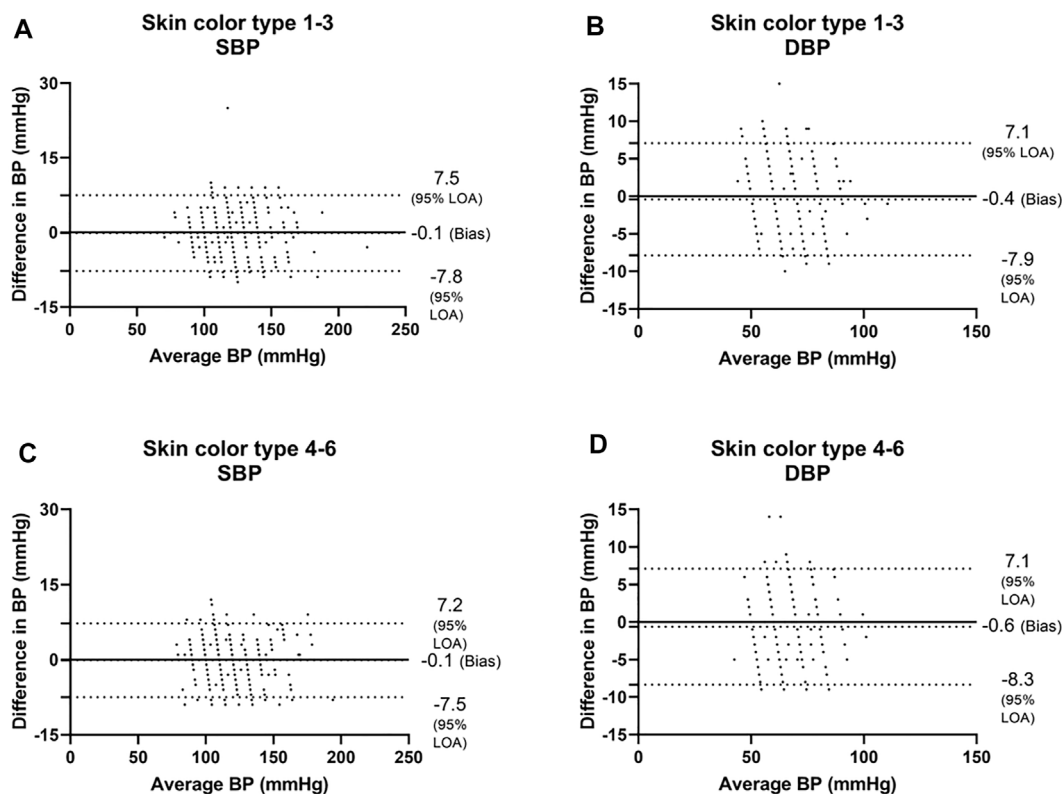 A
Skin color type 1-3
SBP
Difference in BP (mmHg)
30
15
0
-15
0
50
100
150
200
250
Average BP (mmHg)
7.5
(95% LOA)
-0.1 (Bias)
-7.8
(95%
LOA)
B
Skin color type 1-3
DBP
Difference in BP (mmHg)
15
10
5
0
-5
-10
-15
0
50
100
150
Average BP (mmHg)
7.1
(95% LOA)
-0.4 (Bias)
-7.9
(95%
LOA)
C
Skin color type 4-6
SBP
Difference in BP (mmHg)
30
15
0
-15
0
50
100
150
200
250
Average BP (mmHg)
7.2
(95%
LOA)
-0.1 (Bias)
-7.5
(95%
LOA)
D
Skin color type 4-6
DBP
Difference in BP (mmHg)
15
10
5
0
-5
-10
-15
0
50
100
150
Average BP (mmHg)
7.1
(95%
LOA)
-0.6 (Bias)
-8.3
(95%
LOA)